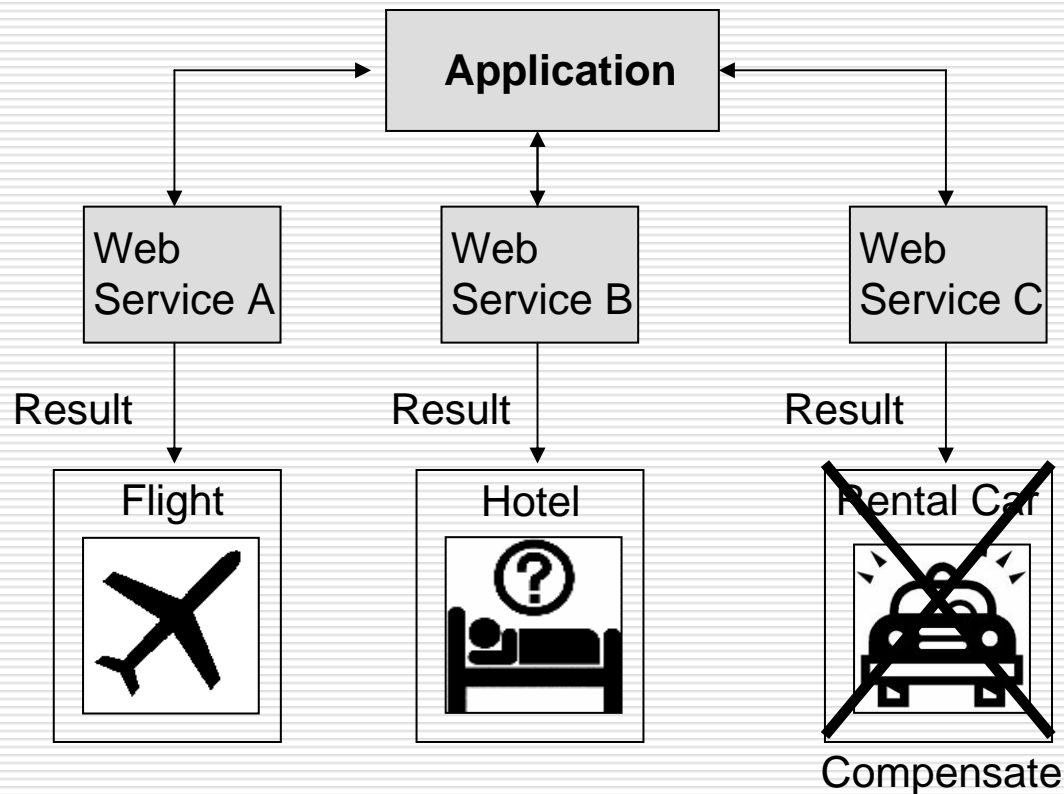 Application
Web
Service A
Web
Service B
Web
Service C
Result
Result
Result
Flight
Hotel
Rental Car
?
Compensate